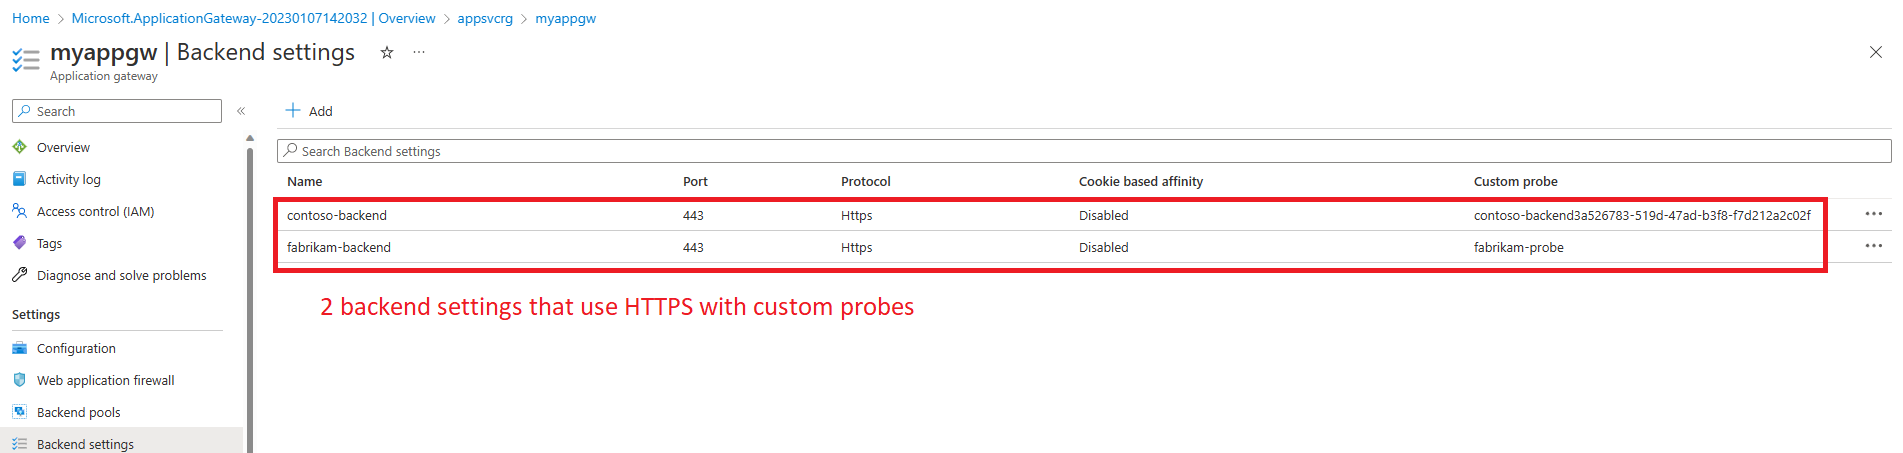 Home > Microsoft.ApplicationGateway-20230107142032 | Overview > appsvcrg > myappgw
myappgw | Backend settings
Application gateway
Search
Overview
Activity log
Access control (IAM)
Tags
Diagnose and solve problems
Settings
Configuration
Web application firewall
Backend pools
Backend settings
Add
Search Backend settings
Name Port Protocol Cookie based affinity Custom probe
contoso-backend 443 Https Disabled contoso-backend3a526783-519d-47ad-b3f8-f7d212a2c02f
fabrikam-backend 443 Https Disabled fabrikam-probe
2 backend settings that use HTTPS with custom probes